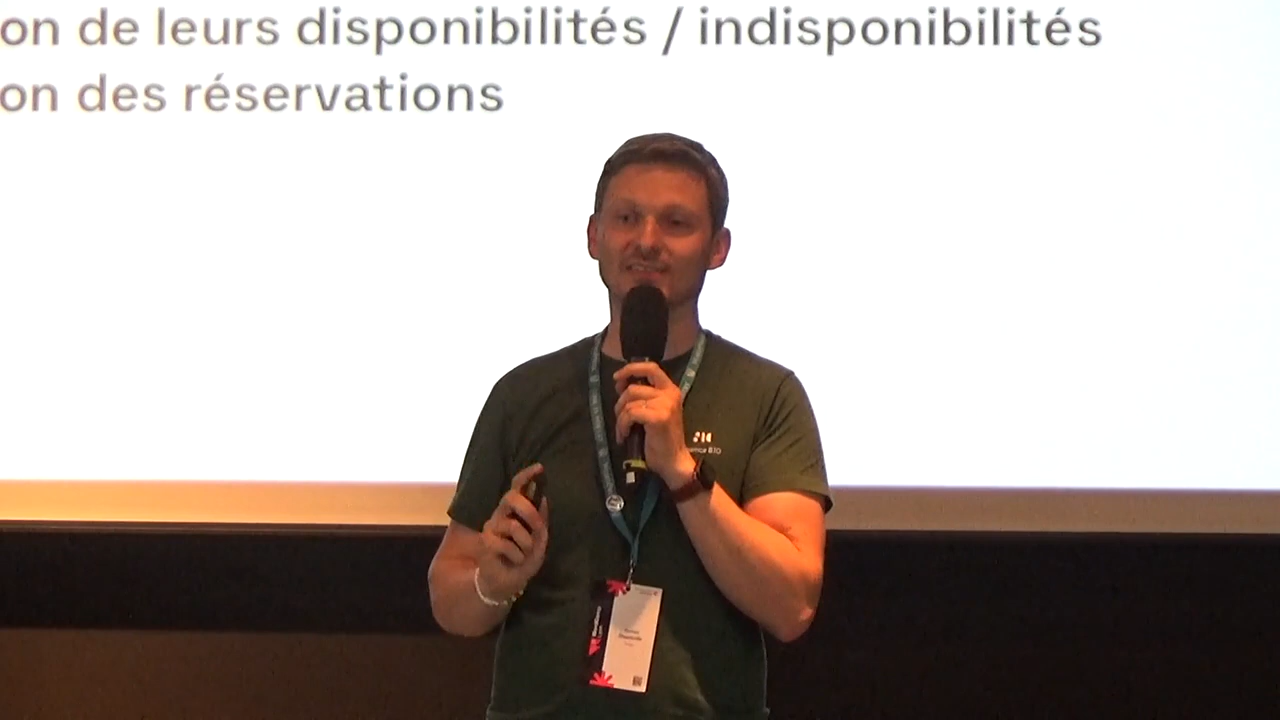 on de leurs disponibilités / indisponibilités
on des réservations